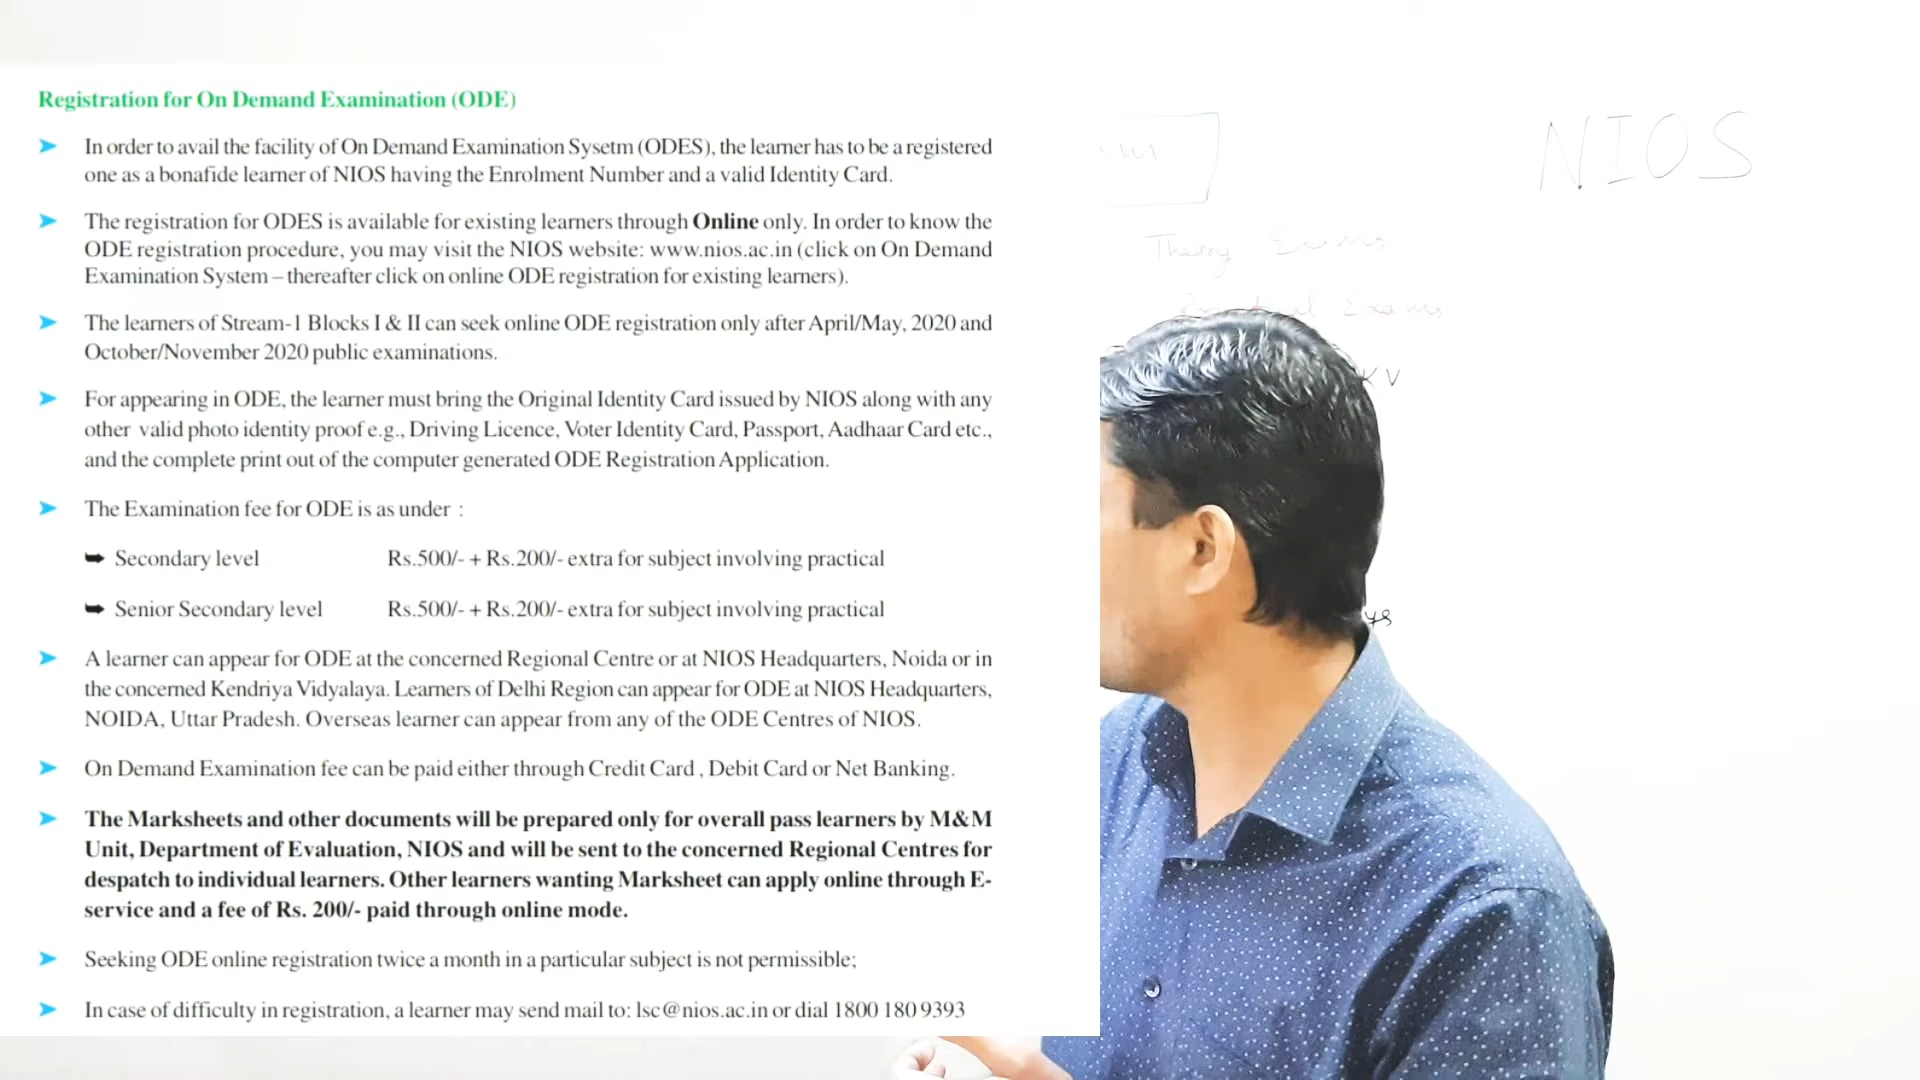 Registration for On Demand Examination (ODE)
➤ In order to avail the facility of On Demand Examination Sysetm (ODES), the learner has to be a registered
one as a bonafide learner of NIOS having the Enrolment Number and a valid Identity Card.
➤ The registration for ODES is available for existing learners through Online only. In order to know the
ODE registration procedure, you may visit the NIOS website: www.nios.ac.in (click on On Demand
Examination System – thereafter click on online ODE registration for existing learners).
➤ The learners of Stream-1 Blocks I & II can seek online ODE registration only after April/May, 2020 and
October/November 2020 public examinations.
➤ For appearing in ODE, the learner must bring the Original Identity Card issued by NIOS along with any
other valid photo identity proof e.g., Driving Licence, Voter Identity Card, Passport, Aadhaar Card etc.,
and the complete print out of the computer generated ODE Registration Application.
➤ The Examination fee for ODE is as under :
➥ Secondary level Rs.500/- + Rs.200/- extra for subject involving practical
➥ Senior Secondary level Rs.500/- + Rs.200/- extra for subject involving practical
➤ A learner can appear for ODE at the concerned Regional Centre or at NIOS Headquarters, Noida or in
the concerned Kendriya Vidyalaya. Learners of Delhi Region can appear for ODE at NIOS Headquarters,
NOIDA, Uttar Pradesh. Overseas learner can appear from any of the ODE Centres of NIOS.
➤ On Demand Examination fee can be paid either through Credit Card , Debit Card or Net Banking.
➤ The Marksheets and other documents will be prepared only for overall pass learners by M&M
Unit, Department of Evaluation, NIOS and will be sent to the concerned Regional Centres for
despatch to individual learners. Other learners wanting Marksheet can apply online through E-
service and a fee of Rs. 200/- paid through online mode.
➤ Seeking ODE online registration twice a month in a particular subject is not permissible;
➤ In case of difficulty in registration, a learner may send mail to: lsc@nios.ac.in or dial 1800 180 9393
NIOS
Theory Exams
Exams
KV